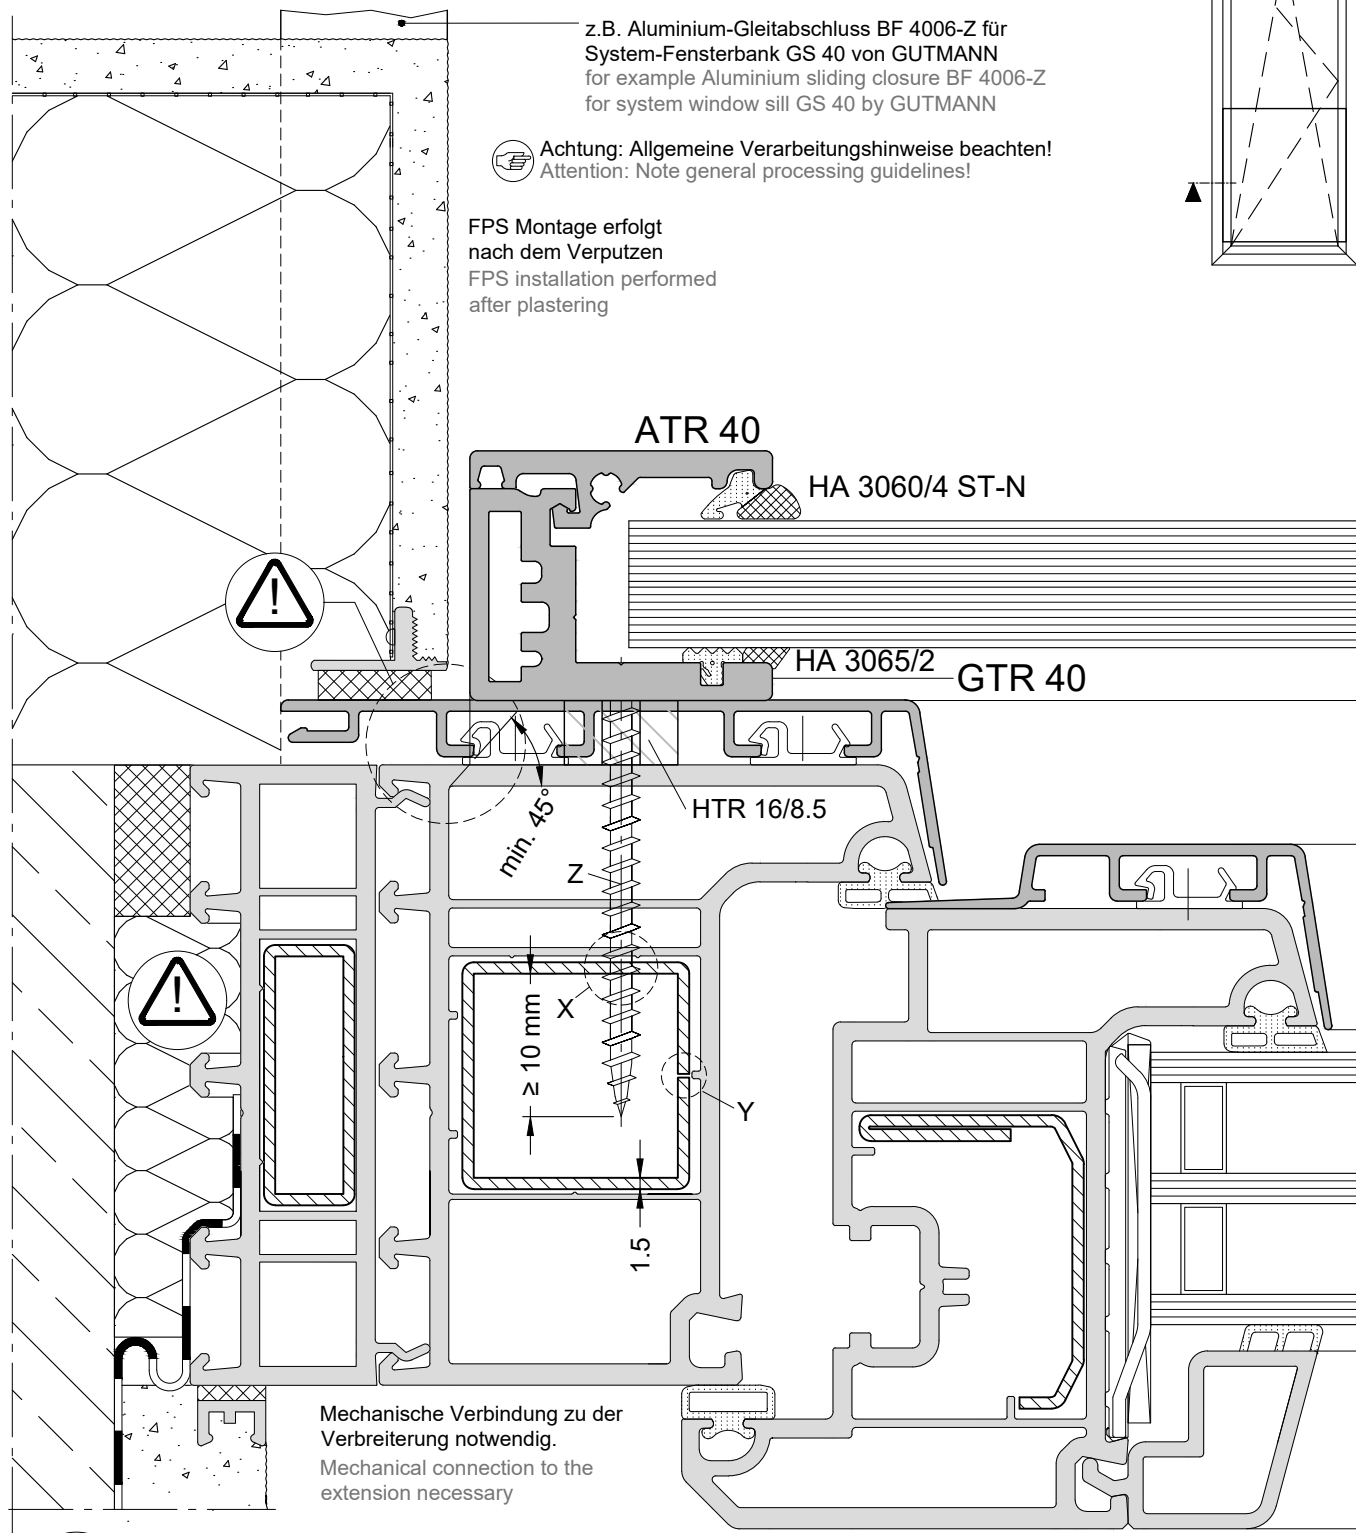 z.B. Aluminium-Gleitabschluss BF 4006-Z für
System-Fensterbank GS 40 von GUTMANN
for example Aluminium sliding closure BF 4006-Z
for system window sill GS 40 by GUTMANN
Achtung: Allgemeine Verarbeitungshinweise beachten!
Attention: Note general processing guidelines!
FPS Montage erfolgt
nach dem Verputzen
FPS installation performed
after plastering
ATR 40
HA 3060/4 ST-N
!
HA 3065/2
GTR 40
HTR 16/8.5
min. 45°
Z
!
X
≥ 10 mm
Y
1.5
Mechanische Verbindung zu der
Verbreiterung notwendig.
Mechanical connection to the
extension necessary